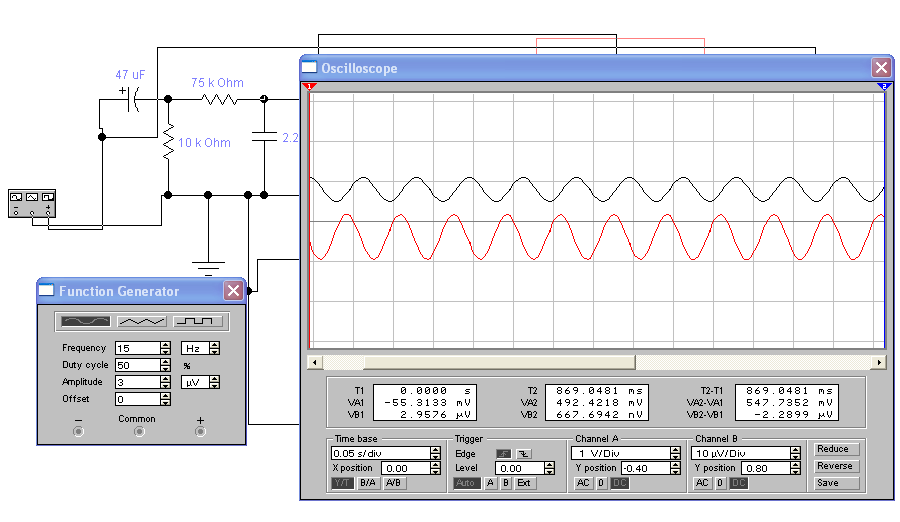 Oscilloscope
1
2
47 uF
+
75 k Ohm
10 k Ohm
2.2
- +
Function Generator
Frequency 15 Hz
Duty cycle 50 %
Amplitude 3 µV
Offset 0
Common
- +
T1 0.0000 s
VA1 -55.3133 mV
VB1 2.9576 µV
T2 869.0481 ms
VA2 492.4218 mV
VB2 667.6942 nV
T2-T1 869.0481 ms
VA2-VA1 547.7352 mV
VB2-VB1 -2.2899 µV
Time base
0.05 s/div
X position 0.00
Y/T B/A A/B
Trigger
Edge
Level 0.00
Auto A B Ext
Channel A
1 V/Div
Y position -0.40
AC 0 DC
Channel B
10 µV/Div
Y position 0.80
AC 0 DC
Reduce
Reverse
Save